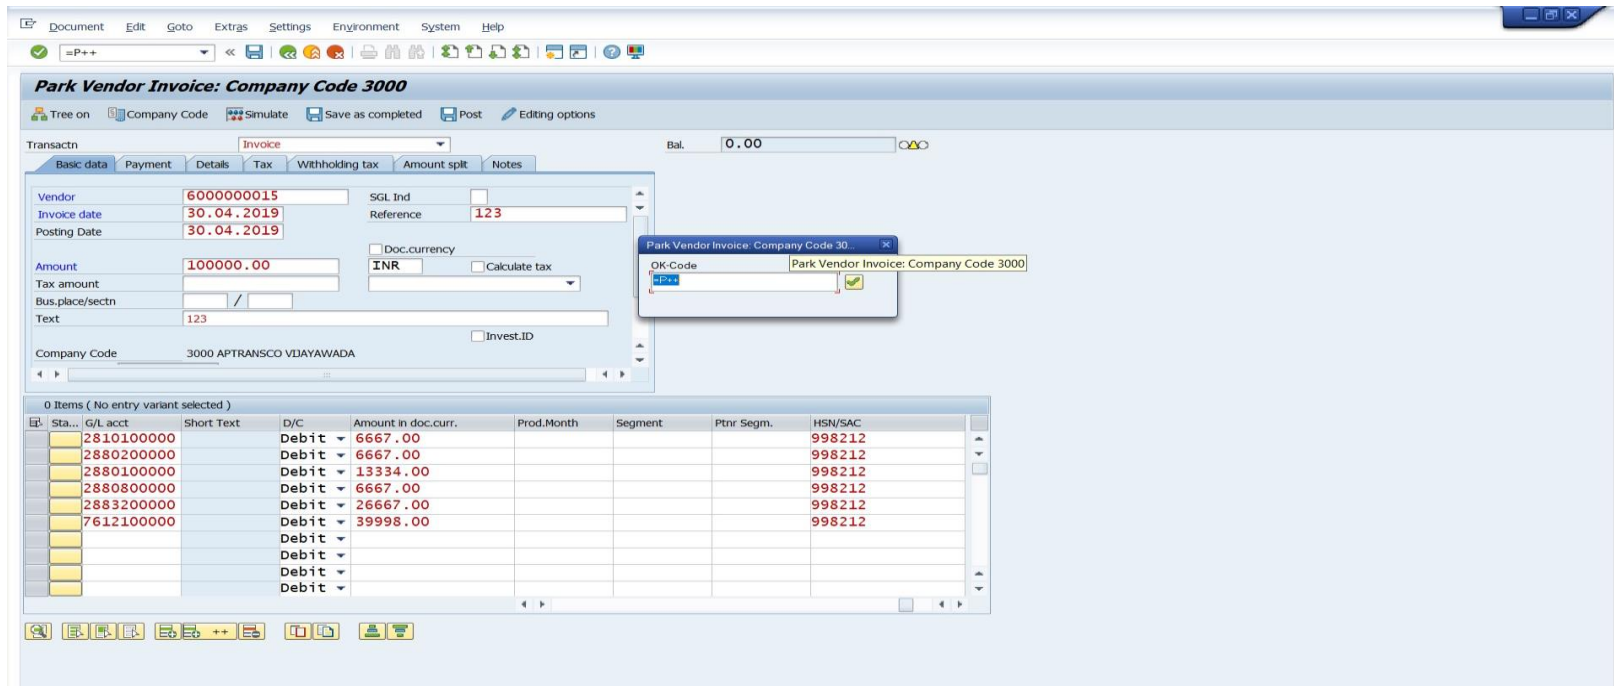 Document Edit Goto Extras Settings Environment System Help
=P++
Park Vendor Invoice: Company Code 3000
Tree on Company Code Simulate Save as completed Post Editing options
Transactn Invoice Bal. 0.00
Basic data Payment Details Tax Withholding tax Amount split Notes
Vendor 6000000015 SGL Ind
Invoice date 30.04.2019 Reference 123
Posting Date 30.04.2019
Doc.currency
Amount 100000.00 INR Calculate tax
Tax amount
Bus.place/sectn /
Text 123
Invest.ID
Company Code 3000 APTRANSCO VIJAYAWADA
Park Vendor Invoice: Company Code 30...
OK-Code
Park Vendor Invoice: Company Code 3000
=P++
0 Items ( No entry variant selected )
Sta... G/L acct Short Text D/C Amount in doc.curr. Prod.Month Segment Ptnr Segm. HSN/SAC
2810100000 Debit 6667.00 998212
2880200000 Debit 6667.00 998212
2880100000 Debit 13334.00 998212
2880800000 Debit 6667.00 998212
2883200000 Debit 26667.00 998212
7612100000 Debit 39998.00 998212
Debit
Debit
Debit
Debit
++